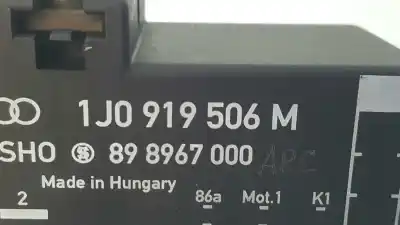 1J0 919 506 M
SHO 89 8967 000
Made in Hungary
86a Mot.1 K1
2